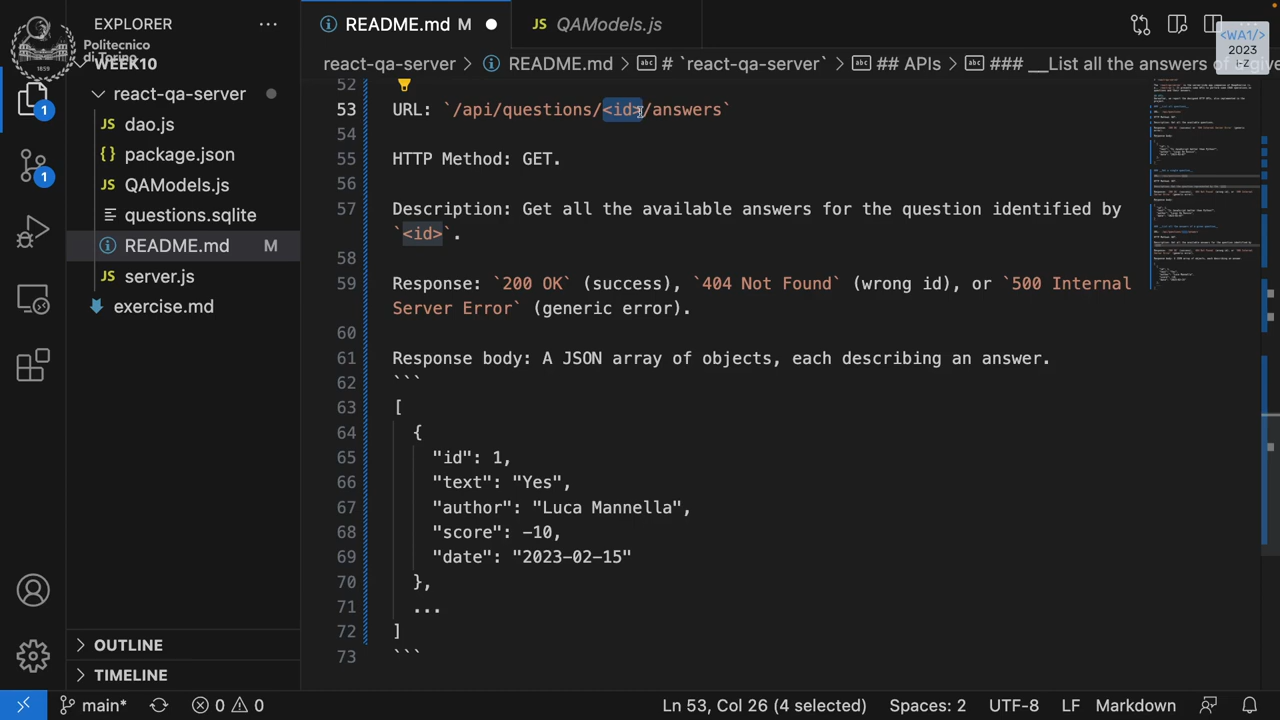 EXPLORER
Politecnico
di Torino
1859
WEEK10
react-qa-server
dao.js
package.json
QAModels.js
questions.sqlite
README.md M
server.js
exercise.md
OUTLINE
TIMELINE
README.md M
QAModels.js
<WA1/>
2023
react-qa-server > README.md > # `react-qa-server` > ## APIs > ### __List all the answers of a given
52
53 URL: `/api/questions/<id>/answers`
54
55 HTTP Method: GET.
56
57 Description: Get all the available answers for the question identified by
`<id>`.
58
59 Response: `200 OK` (success), `404 Not Found` (wrong id), or `500 Internal
Server Error` (generic error).
60
61 Response body: A JSON array of objects, each describing an answer.
62 ```
63 [
64 {
65 "id": 1,
66 "text": "Yes",
67 "author": "Luca Mannella",
68 "score": -10,
69 "date": "2023-02-15"
70 },
71 ...
72 ]
73 ```
1
1
main* 0 0 Ln 53, Col 26 (4 selected) Spaces: 2 UTF-8 LF Markdown